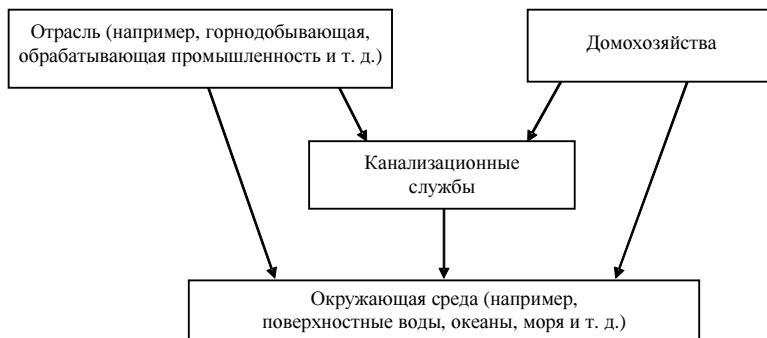 Отрасль (например, горнодобывающая,
обрабатывающая промышленность и т. д.)
Домохозяйства
Канализационные
службы
Окружающая среда (например,
поверхностные воды, океаны, моря и т. д.)